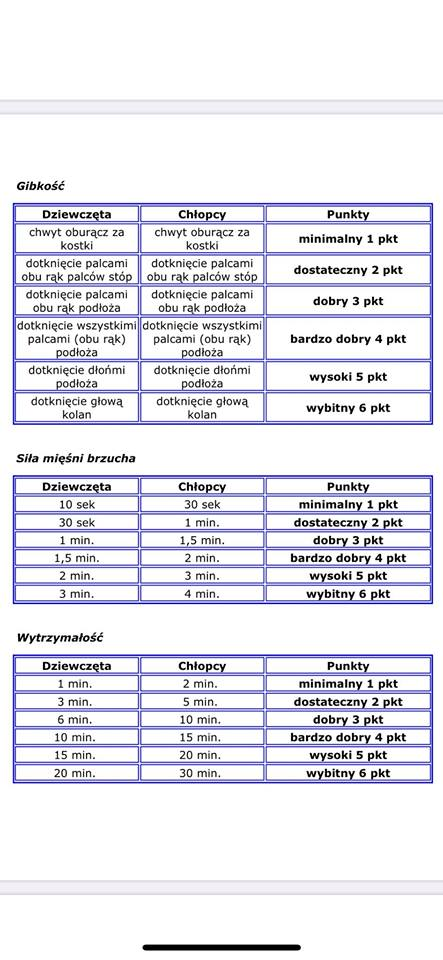 Gibkość
Dziewczęta Chłopcy Punkty
chwyt oburącz za kostki chwyt oburącz za kostki minimalny 1 pkt
dotknięcie palcami obu rąk palców stóp dotknięcie palcami obu rąk palców stóp dostateczny 2 pkt
dotknięcie palcami obu rąk podłoża dotknięcie palcami obu rąk podłoża dobry 3 pkt
dotknięcie wszystkimi palcami (obu rąk) podłoża dotknięcie wszystkimi palcami (obu rąk) podłoża bardzo dobry 4 pkt
dotknięcie dłońmi podłoża dotknięcie dłońmi podłoża wysoki 5 pkt
dotknięcie głową kolan dotknięcie głową kolan wybitny 6 pkt
Siła mięśni brzucha
Dziewczęta Chłopcy Punkty
10 sek 30 sek minimalny 1 pkt
30 sek 1 min. dostateczny 2 pkt
1 min. 1,5 min. dobry 3 pkt
1,5 min. 2 min. bardzo dobry 4 pkt
2 min. 3 min. wysoki 5 pkt
3 min. 4 min. wybitny 6 pkt
Wytrzymałość
Dziewczęta Chłopcy Punkty
1 min. 2 min. minimalny 1 pkt
3 min. 5 min. dostateczny 2 pkt
6 min. 10 min. dobry 3 pkt
10 min. 15 min. bardzo dobry 4 pkt
15 min. 20 min. wysoki 5 pkt
20 min. 30 min. wybitny 6 pkt